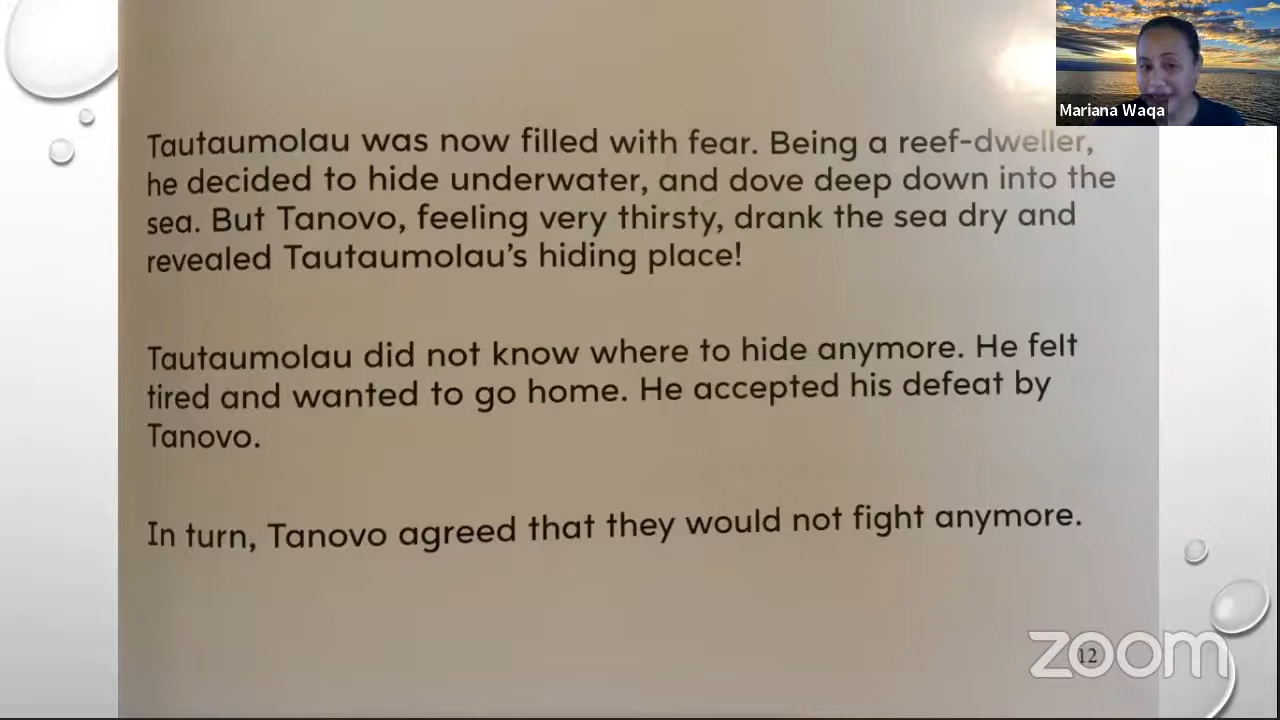 Mariana Waqa
Tautaumolau was now filled with fear. Being a reef-dweller,
he decided to hide underwater, and dove deep down into the
sea. But Tanovo, feeling very thirsty, drank the sea dry and
revealed Tautaumolau's hiding place!
Tautaumolau did not know where to hide anymore. He felt
tired and wanted to go home. He accepted his defeat by
Tanovo.
In turn, Tanovo agreed that they would not fight anymore.
zoom
12